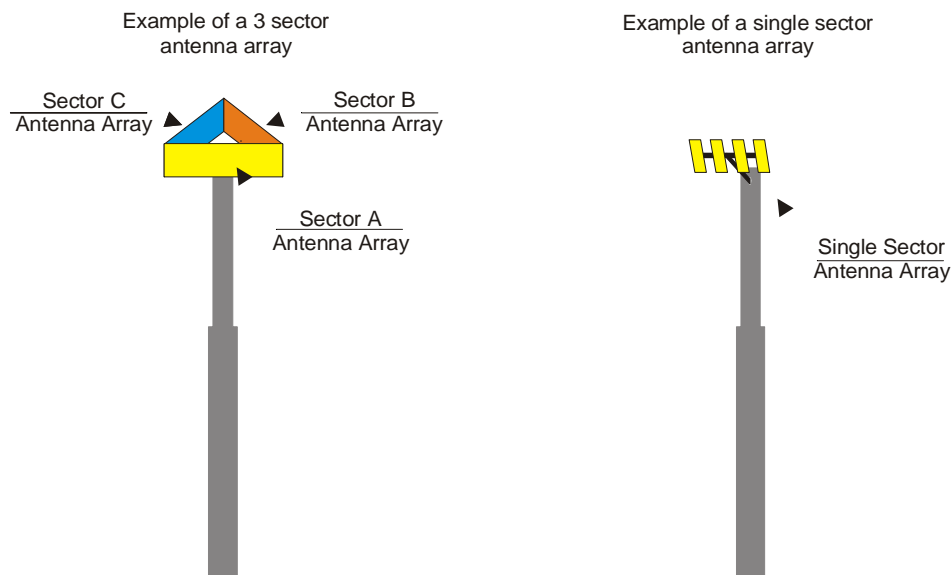 Example of a 3 sector
antenna array
Example of a single sector
antenna array
Sector C
Antenna Array
Sector B
Antenna Array
Sector A
Antenna Array
Single Sector
Antenna Array